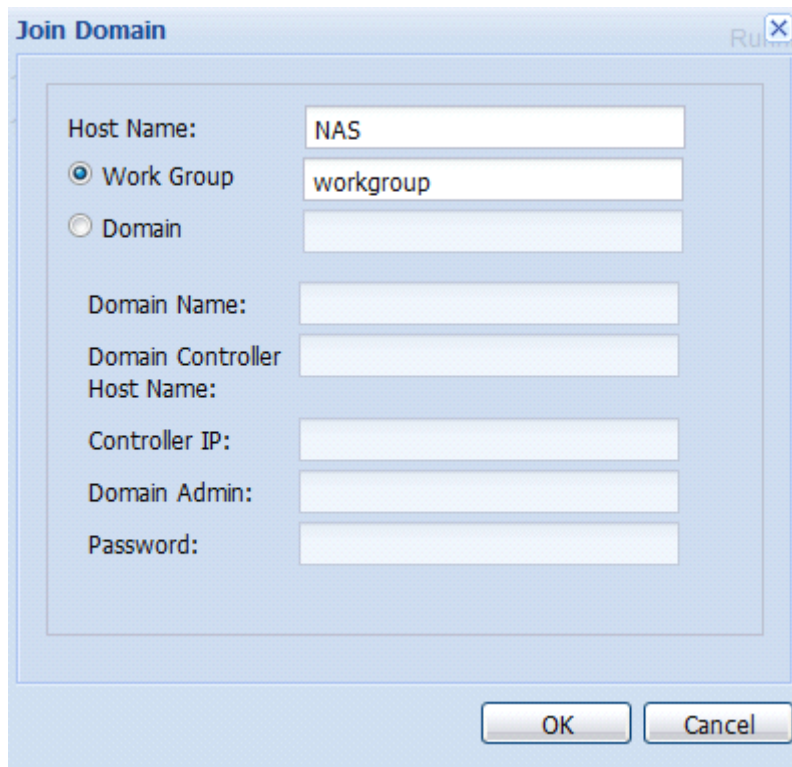 Join Domain
Host Name: NAS
Work Group workgroup
Domain
Domain Name:
Domain Controller
Host Name:
Controller IP:
Domain Admin:
Password:
OK Cancel